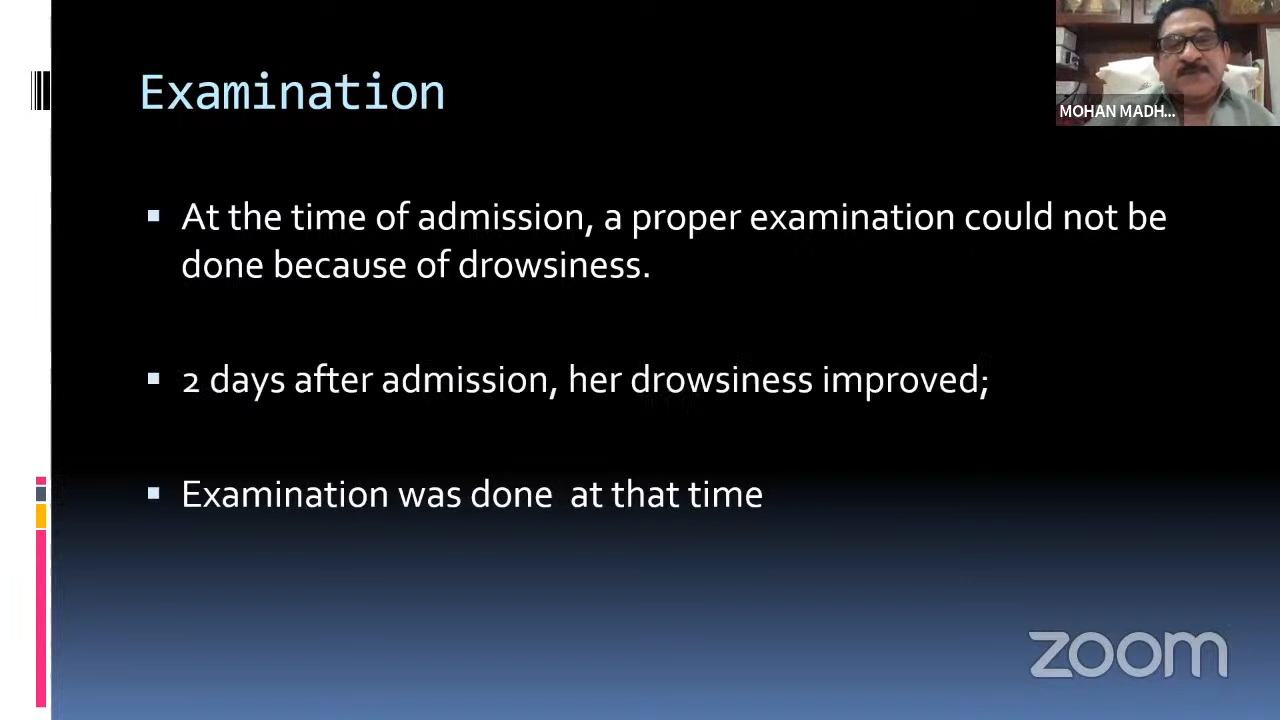 Examination
MOHAN MADH...
At the time of admission, a proper examination could not be
done because of drowsiness.
2 days after admission, her drowsiness improved;
Examination was done at that time
zoom